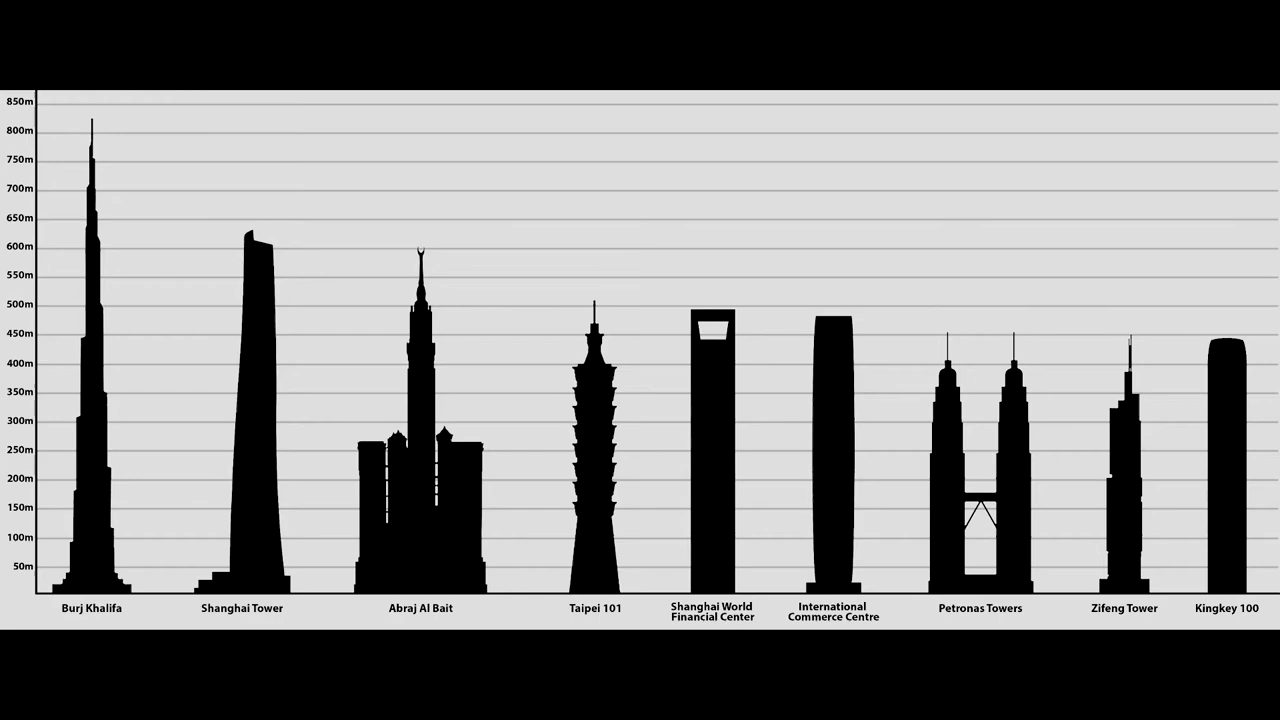 850m
800m
750m
700m
650m
600m
550m
500m
450m
400m
350m
300m
250m
200m
150m
100m
50m
Burj Khalifa
Shanghai Tower
Abraj Al Bait
Taipei 101
Shanghai World
Financial Center
International
Commerce Centre
Petronas Towers
Zifeng Tower
Kingkey 100